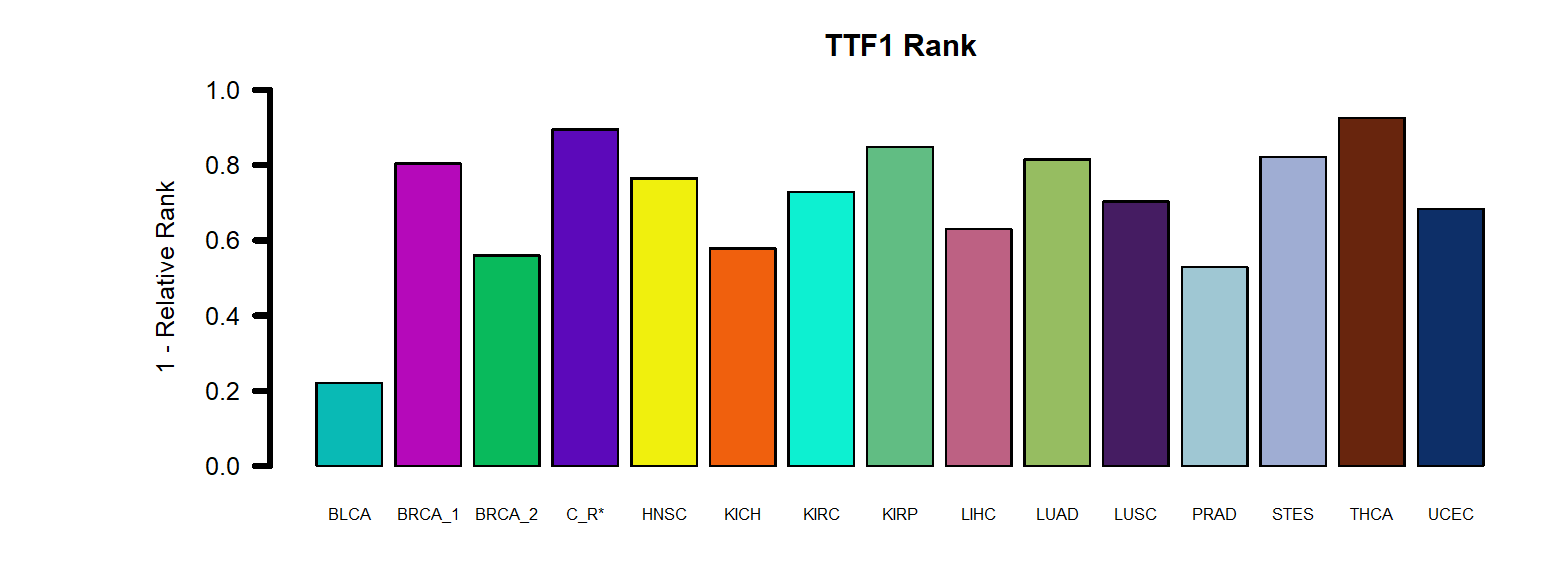 TTF1 Rank
1 - Relative Rank
1.0
0.8
0.6
0.4
0.2
0.0
BLCA BRCA_1 BRCA_2 C_R* HNSC KICH KIRC KIRP LIHC LUAD LUSC PRAD STES THCA UCEC